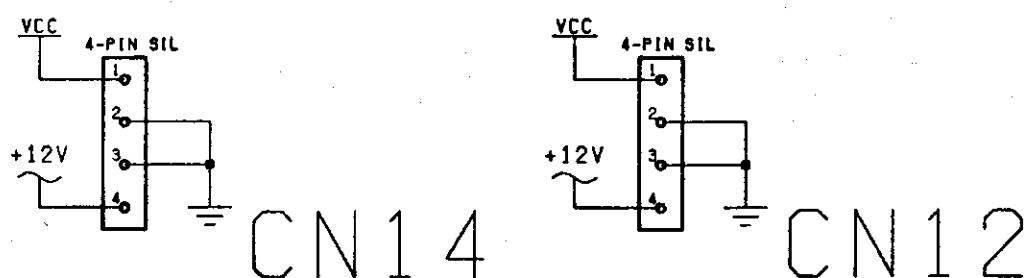 VCC
4-PIN SIL
1
2
3
+12V
4
CN14
VCC
4-PIN SIL
1
2
3
+12V
4
CN12